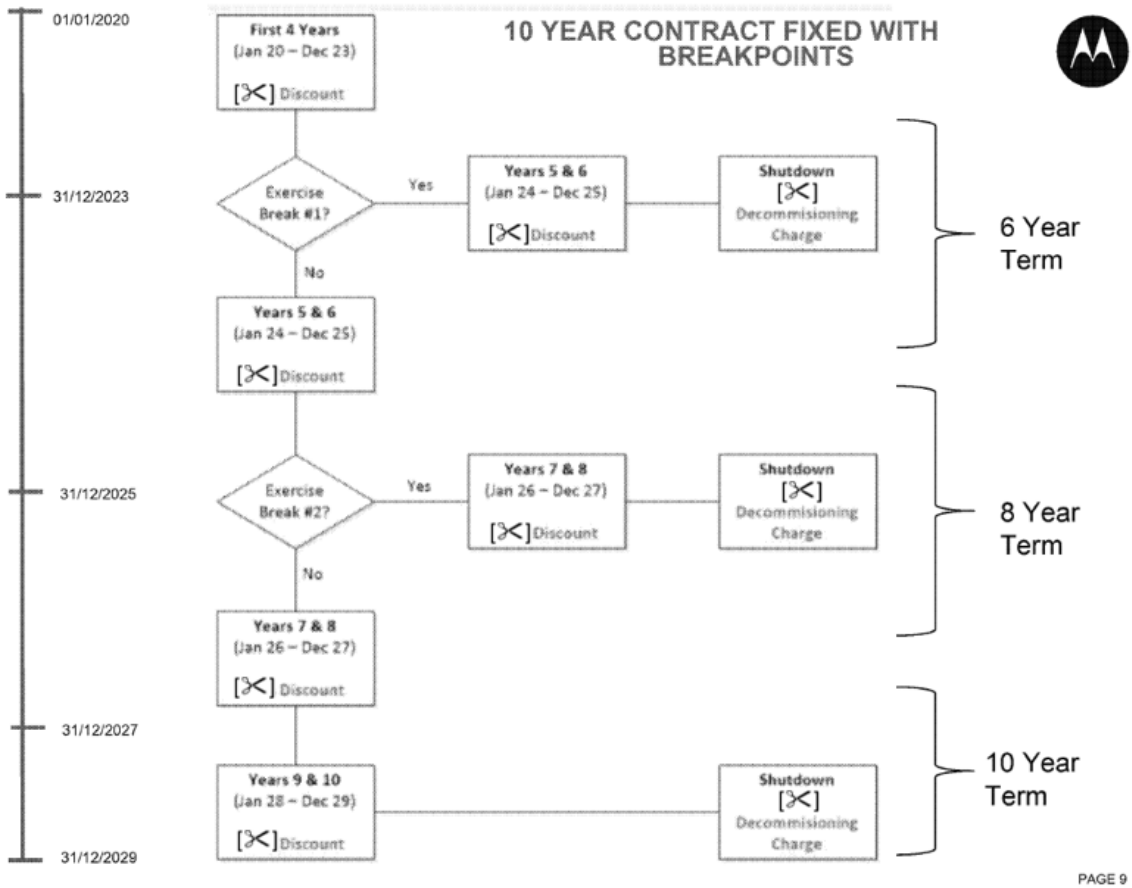 10 YEAR CONTRACT FIXED WITH
BREAKPOINTS
01/01/2020
First 4 Years
(Jan 20 – Dec 23)
[✂] Discount
31/12/2023
Exercise
Break #1?
Yes
Years 5 & 6
(Jan 24 – Dec 25)
[✂] Discount
Shutdown
[✂]
Decommisioning
Charge
6 Year
Term
No
Years 5 & 6
(Jan 24 – Dec 25)
[✂] Discount
31/12/2025
Exercise
Break #2?
Yes
Years 7 & 8
(Jan 26 – Dec 27)
[✂] Discount
Shutdown
[✂]
Decommisioning
Charge
8 Year
Term
No
Years 7 & 8
(Jan 26 – Dec 27)
[✂] Discount
31/12/2027
Years 9 & 10
(Jan 28 – Dec 29)
[✂] Discount
Shutdown
[✂]
Decommisioning
Charge
10 Year
Term
31/12/2029
PAGE 9